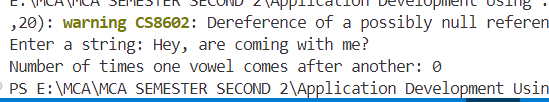 E:\MCA\MCA SEMESTER SECOND 2\Application Development Using .
,20): warning CS8602: Dereference of a possibly null referen
Enter a string: Hey, are coming with me?
Number of times one vowel comes after another: 0
PS E:\MCA\MCA SEMESTER SECOND 2\Application Development Usin